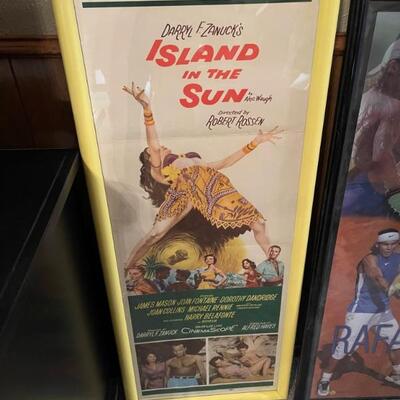 DARRYL F. ZANUCK'S
ISLAND
IN THE
SUN
by Alec Waugh
Directed by
ROBERT ROSSEN
JAMES MASON · JOAN FONTAINE · DOROTHY DANDRIDGE
JOAN COLLINS · MICHAEL RENNIE
HARRY BELAFONTE
DARRYL F. ZANUCK
CINEMASCOPE
ALFRED HAYES
RAFA